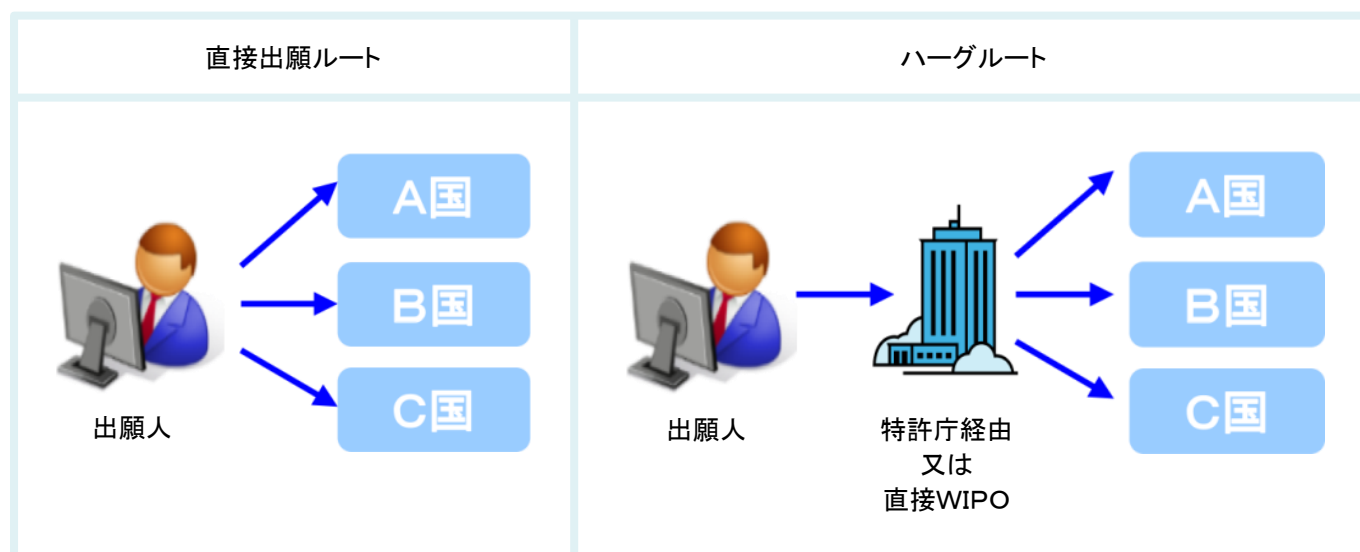 直接出願ルート
ハーグルート
A国
B国
C国
出願人
A国
B国
C国
出願人
特許庁経由
又は
直接WIPO